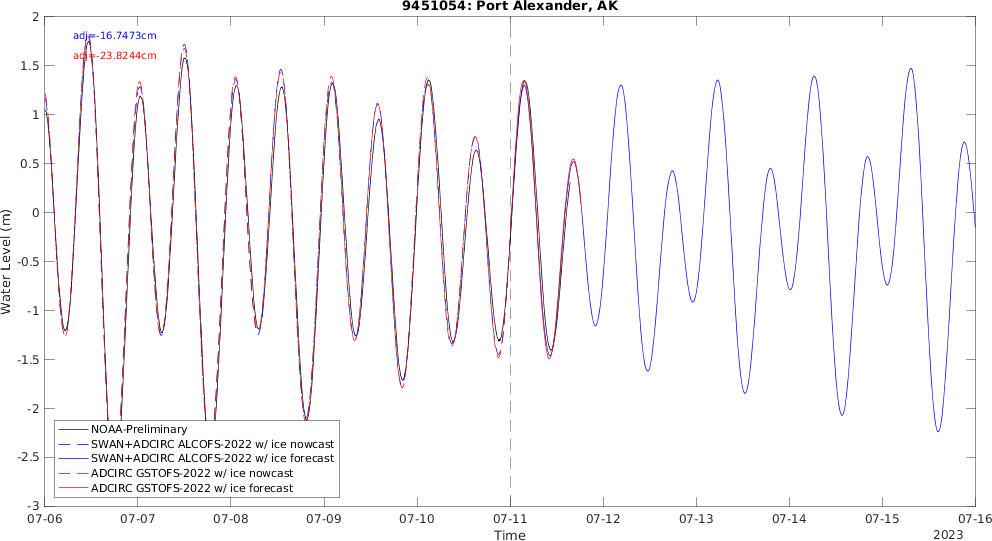 9451054: Port Alexander, AK
adj=-16.7473cm
adj=-23.8244cm
Water Level (m)
2
1.5
1
0.5
0
-0.5
-1
-1.5
-2
-2.5
-3
NOAA-Preliminary
SWAN+ADCIRC ALCOFS-2022 w/ ice nowcast
SWAN+ADCIRC ALCOFS-2022 w/ ice forecast
ADCIRC GSTOFS-2022 w/ ice nowcast
ADCIRC GSTOFS-2022 w/ ice forecast
07-06 07-07 07-08 07-09 07-10 07-11 07-12 07-13 07-14 07-15 07-16
Time
2023